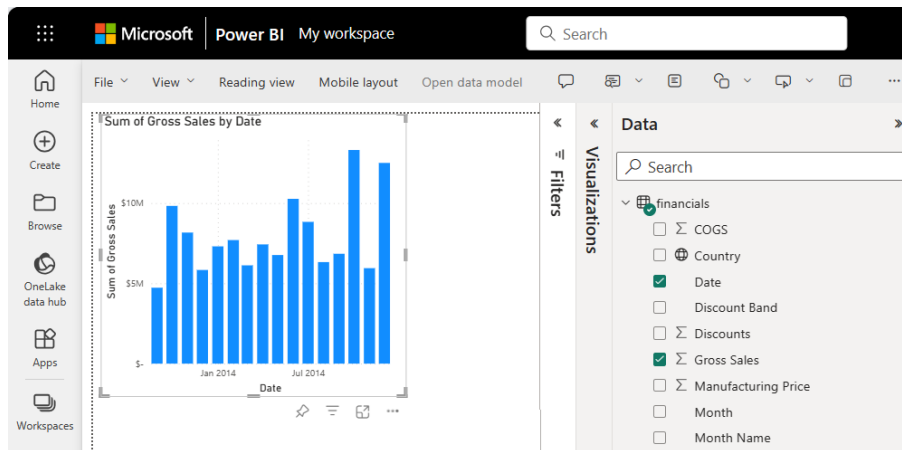 Microsoft Power BI My workspace Search
File View Reading view Mobile layout Open data model
Home
Create
Browse
OneLake
data hub
Apps
Workspaces
Sum of Gross Sales by Date
Sum of Gross Sales
$10M
$5M
$-
Jan 2014 Jul 2014
Date
Filters
Visualizations
Data
Search
financials
Σ COGS
Country
Date
Discount Band
Σ Discounts
Σ Gross Sales
Σ Manufacturing Price
Month
Month Name